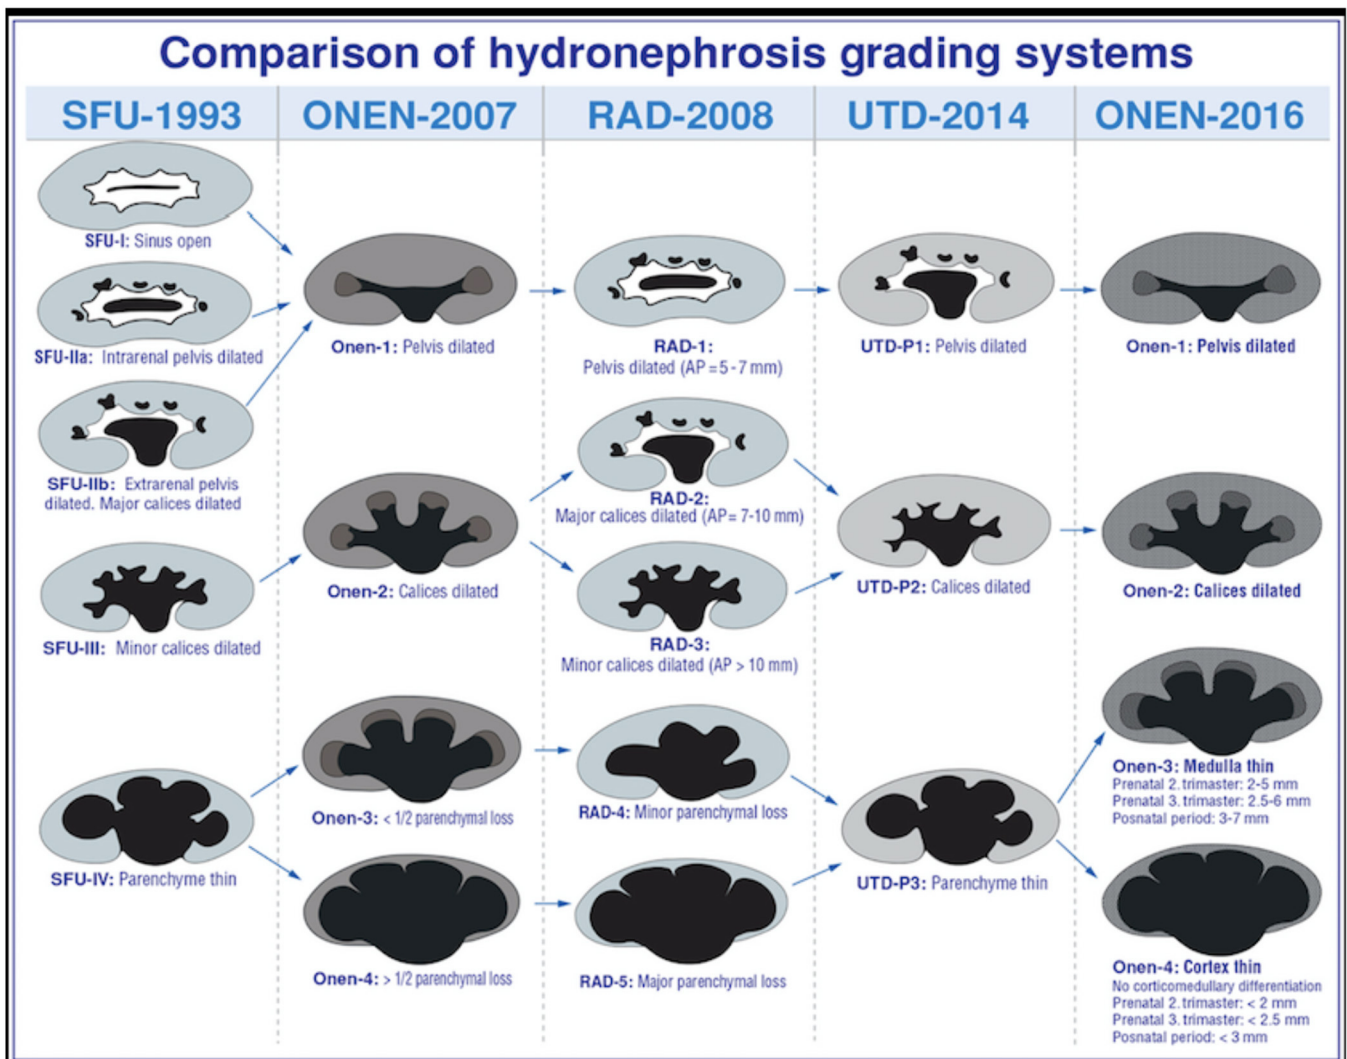 Comparison of hydronephrosis grading systems
SFU-1993
ONEN-2007
RAD-2008
UTD-2014
ONEN-2016
SFU-I: Sinus open
SFU-IIa: Intrarenal pelvis dilated
SFU-IIb: Extrarenal pelvis
dilated. Major calices dilated
SFU-III: Minor calices dilated
SFU-IV: Parenchyme thin
Onen-1: Pelvis dilated
Onen-2: Calices dilated
Onen-3: < 1/2 parenchymal loss
Onen-4: > 1/2 parenchymal loss
RAD-1:
Pelvis dilated (AP = 5 - 7 mm)
RAD-2:
Major calices dilated (AP = 7-10 mm)
RAD-3:
Minor calices dilated (AP > 10 mm)
RAD-4: Minor parenchymal loss
RAD-5: Major parenchymal loss
UTD-P1: Pelvis dilated
UTD-P2: Calices dilated
UTD-P3: Parenchyme thin
Onen-1: Pelvis dilated
Onen-2: Calices dilated
Onen-3: Medulla thin
Prenatal 2. trimaster: 2-5 mm
Prenatal 3. trimaster: 2.5-6 mm
Posnatal period: 3-7 mm
Onen-4: Cortex thin
No corticomedullary differentiation
Prenatal 2. trimaster: < 2 mm
Prenatal 3. trimaster: < 2.5 mm
Posnatal period: < 3 mm